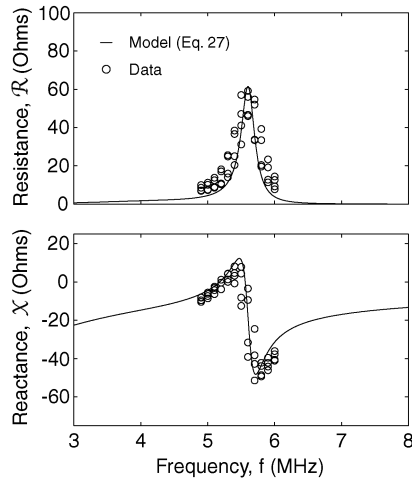 100
80
60
40
20
0
Resistance, ℛ (Ohms)
Model (Eq. 27)
Data
20
0
-20
-40
-60
Reactance, 𝒳 (Ohms)
3 4 5 6 7 8
Frequency, f (MHz)